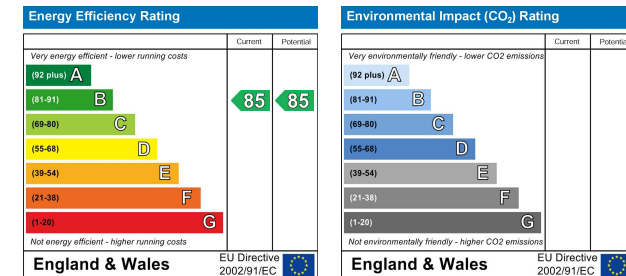 Energy Efficiency Rating
Current Potential
Very energy efficient - lower running costs
(92 plus) A
(81-91) B 85 85
(69-80) C
(55-68) D
(39-54) E
(21-38) F
(1-20) G
Not energy efficient - higher running costs
England & Wales
EU Directive
2002/91/EC
Environmental Impact (CO₂) Rating
Current Potential
Very environmentally friendly - lower CO2 emissions
(92 plus) A
(81-91) B
(69-80) C
(55-68) D
(39-54) E
(21-38) F
(1-20) G
Not environmentally friendly - higher CO2 emissions
England & Wales
EU Directive
2002/91/EC